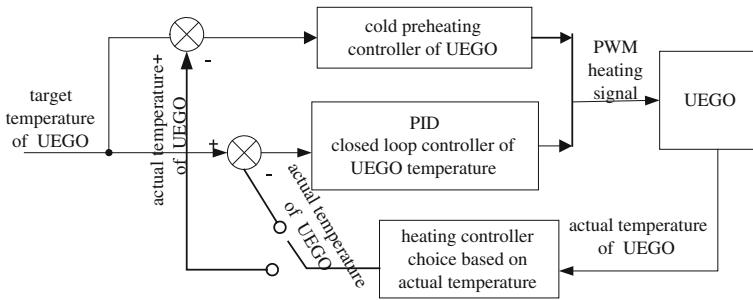 cold preheating
controller of UEGO
PWM
heating
signal
UEGO
target
temperature
of UEGO
actual temperature+
of UEGO
-
+
-
PID
closed loop controller of
UEGO temperature
actual temperature
of UEGO
heating controller
choice based on
actual temperature
actual temperature
of UEGO